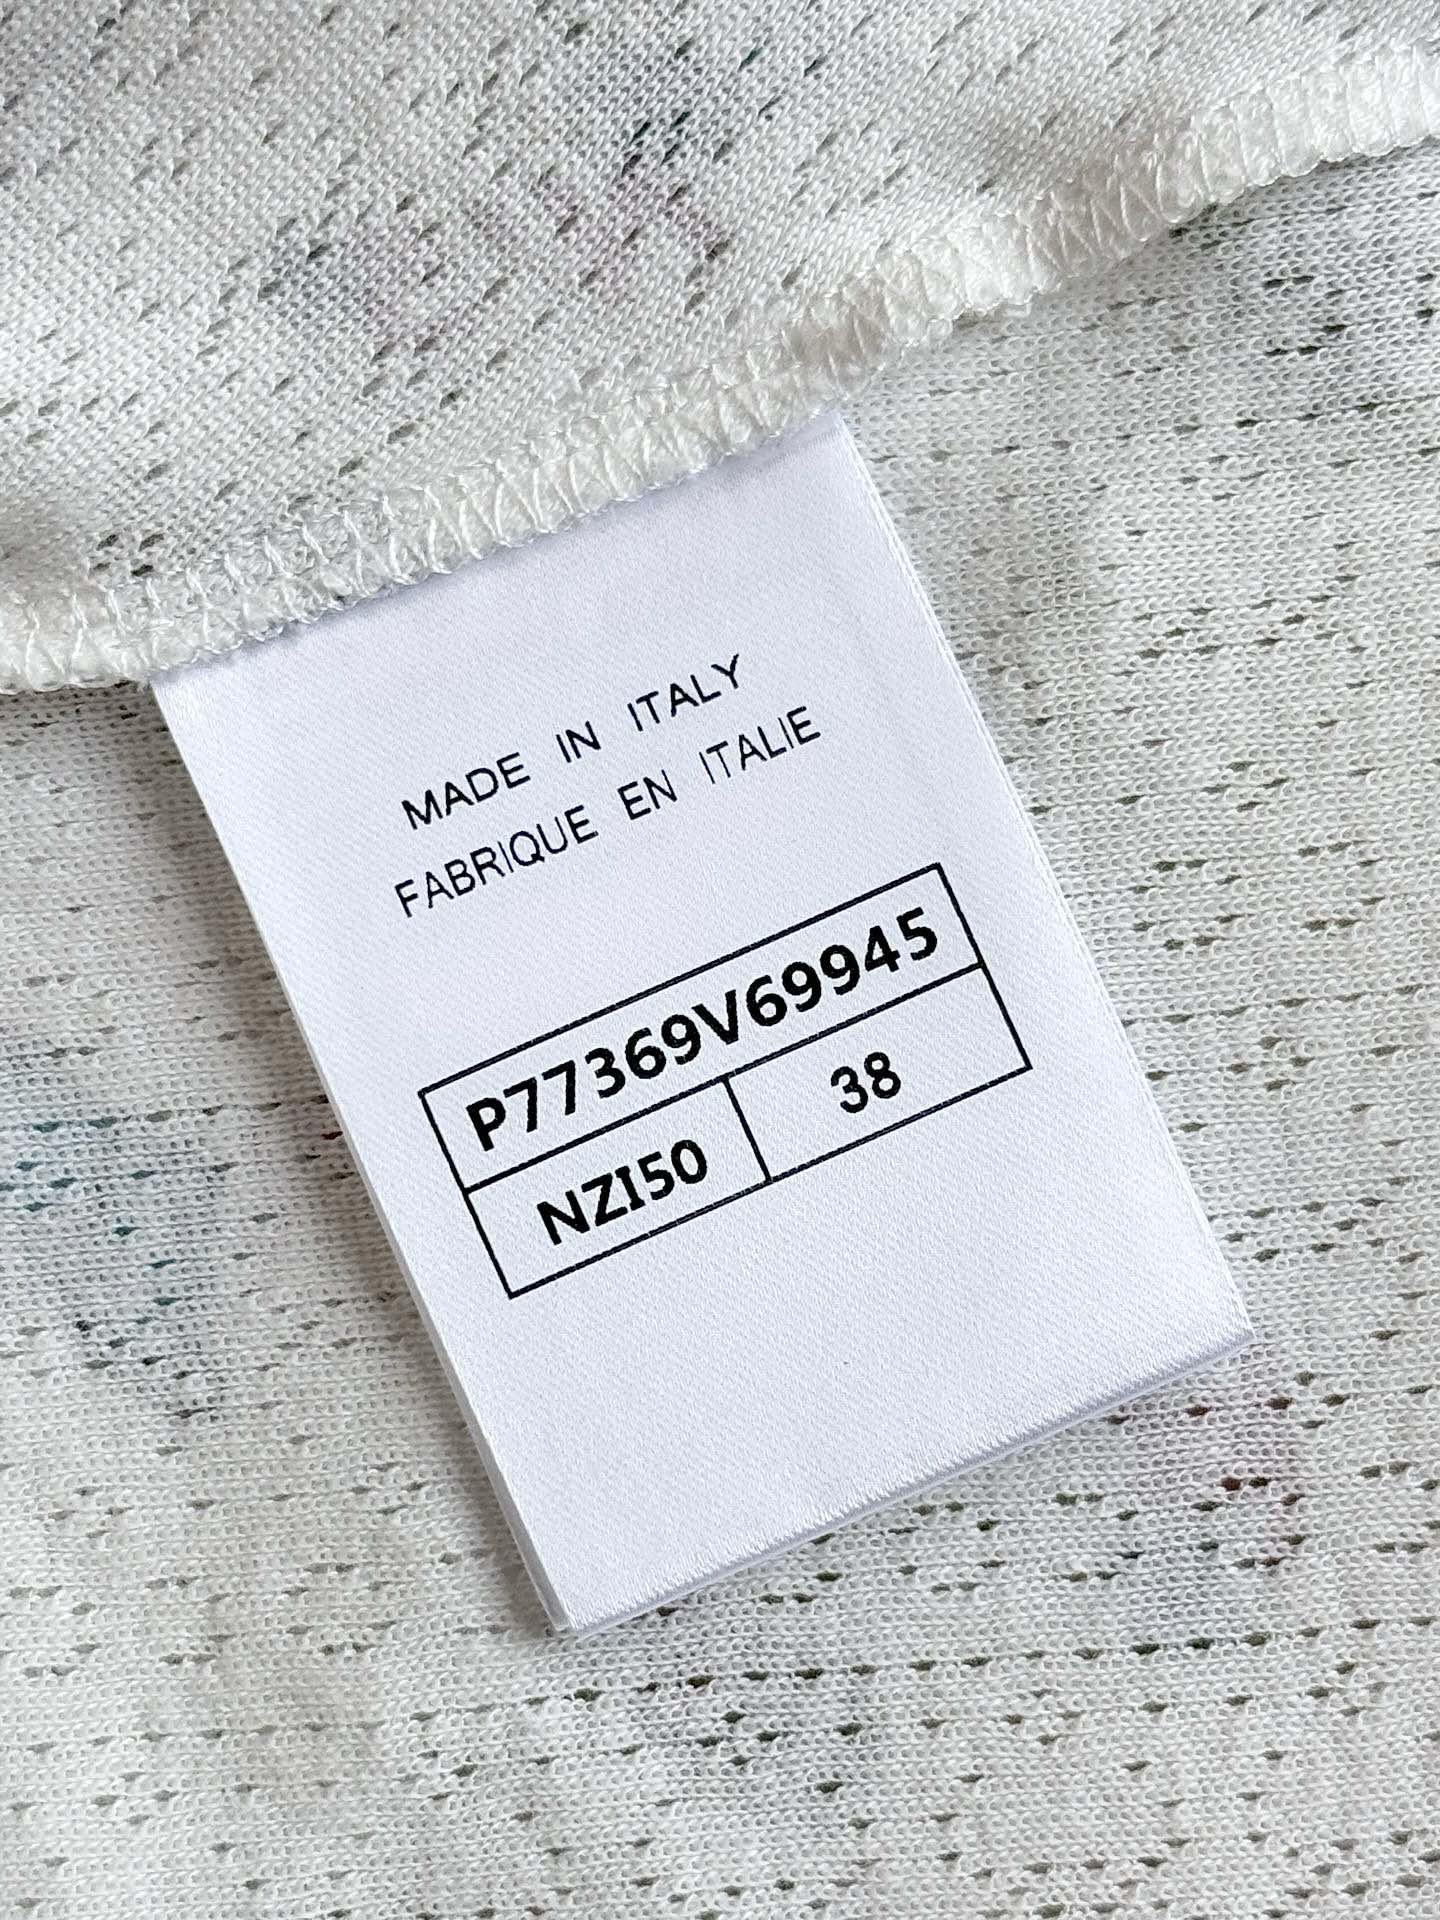 MADE IN ITALY
FABRIQUE EN ITALIE
P77369V69945
NZI50 38